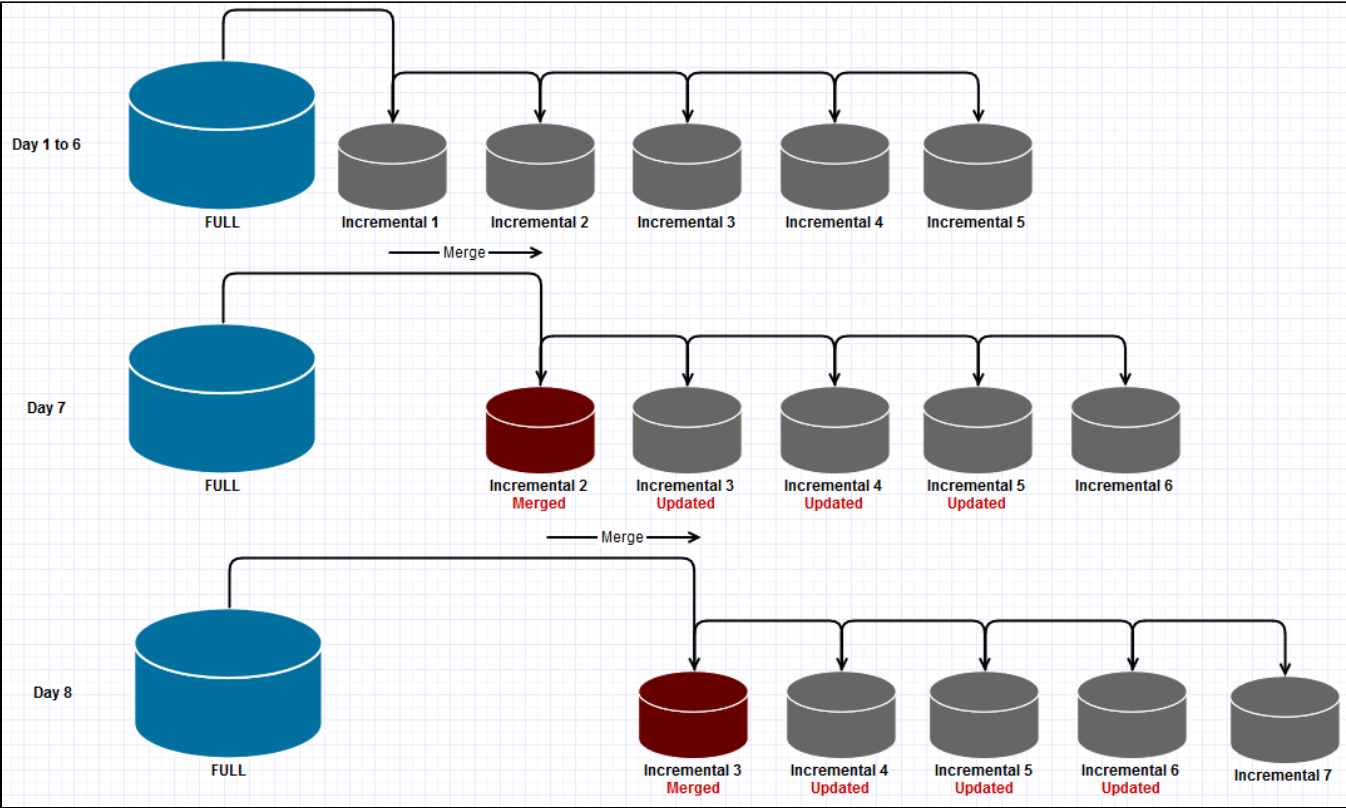 Day 1 to 6
FULL
Incremental 1
Incremental 2
Incremental 3
Incremental 4
Incremental 5
Merge
Day 7
FULL
Incremental 2
Merged
Incremental 3
Updated
Incremental 4
Updated
Incremental 5
Updated
Incremental 6
Merge
Day 8
FULL
Incremental 3
Merged
Incremental 4
Updated
Incremental 5
Updated
Incremental 6
Updated
Incremental 7